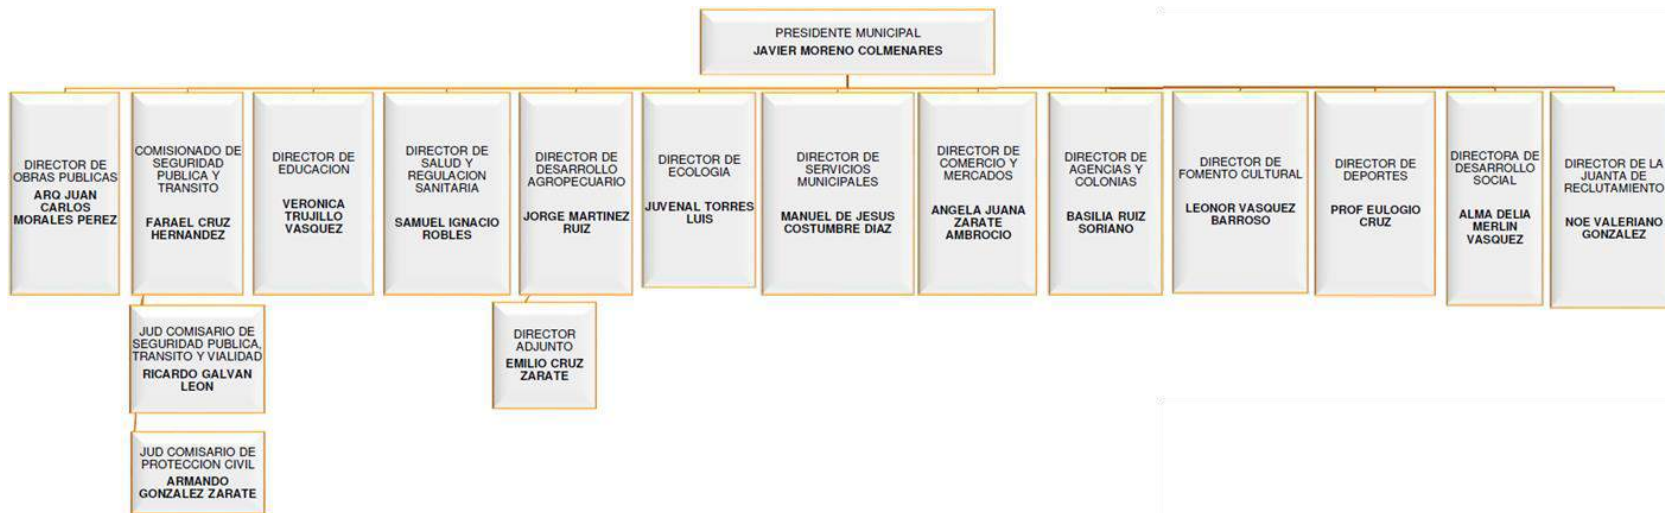 PRESIDENTE MUNICIPAL
JAVIER MORENO COLMENARES
DIRECTOR DE
OBRAS PUBLICAS
ARQ JUAN
CARLOS
MORALES PEREZ
COMISIONADO DE
SEGURIDAD
PUBLICA Y
TRANSITO
FARAEL CRUZ
HERNANDEZ
DIRECTOR DE
EDUCACION
VERONICA
TRUJILLO
VASQUEZ
DIRECTOR DE
SALUD Y
REGULACION
SANITARIA
SAMUEL IGNACIO
ROBLES
DIRECTOR DE
DESARROLLO
AGROPECUARIO
JORGE MARTINEZ
RUIZ
DIRECTOR DE
ECOLOGIA
JUVENAL TORRES
LUIS
DIRECTOR DE
SERVICIOS
MUNICIPALES
MANUEL DE JESUS
COSTUMBRE DIAZ
DIRECTOR DE
COMERCIO Y
MERCADOS
ANGELA JUANA
ZARATE
AMBROCIO
DIRECTOR DE
AGENCIAS Y
COLONIAS
BASILIA RUIZ
SORIANO
DIRECTOR DE
FOMENTO CULTURAL
LEONOR VASQUEZ
BARROSO
DIRECTOR DE
DEPORTES
PROF EULOGIO
CRUZ
DIRECTORA DE
DESARROLLO
SOCIAL
ALMA DELIA
MERLIN
VASQUEZ
DIRECTOR DE LA
JUANTA DE
RECLUTAMIENTO
NOE VALERIANO
GONZALEZ
JUD COMISARIO DE
SEGURIDAD PUBLICA,
TRANSITO Y VIALIDAD
RICARDO GALVAN
LEON
DIRECTOR
ADJUNTO
EMILIO CRUZ
ZARATE
JUD COMISARIO DE
PROTECCION CIVIL
ARMANDO
GONZALEZ ZARATE